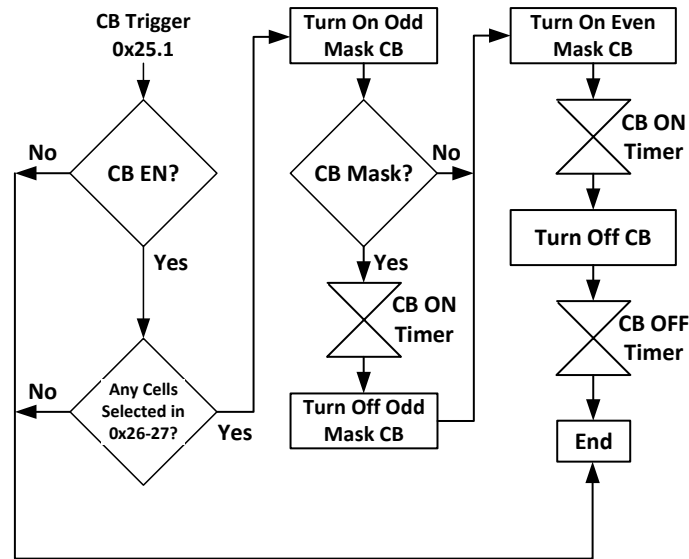 CB Trigger
0x25.1
CB EN?
No
Yes
Any Cells
Selected in
0x26-27?
No
Yes
Turn On Odd
Mask CB
CB Mask?
No
Yes
CB ON
Timer
Turn Off Odd
Mask CB
Turn On Even
Mask CB
CB ON
Timer
Turn Off CB
CB OFF
Timer
End